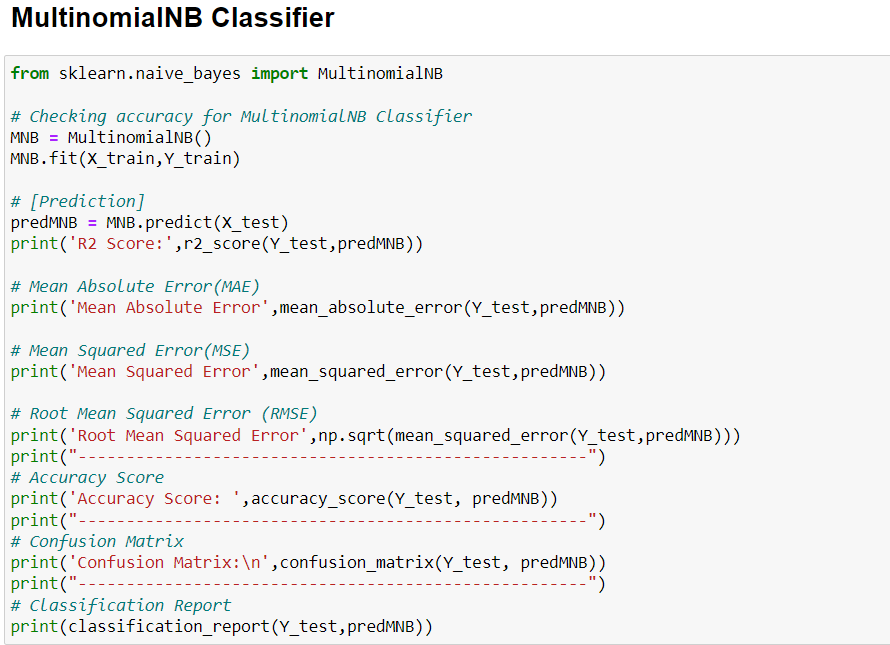 MultinomialNB Classifier
from sklearn.naive_bayes import MultinomialNB
# Checking accuracy for MultinomialNB Classifier
MNB = MultinomialNB()
MNB.fit(X_train,Y_train)
# [Prediction]
predMNB = MNB.predict(X_test)
print('R2 Score:',r2_score(Y_test,predMNB))
# Mean Absolute Error(MAE)
print('Mean Absolute Error',mean_absolute_error(Y_test,predMNB))
# Mean Squared Error(MSE)
print('Mean Squared Error',mean_squared_error(Y_test,predMNB))
# Root Mean Squared Error (RMSE)
print('Root Mean Squared Error',np.sqrt(mean_squared_error(Y_test,predMNB)))
print("------------------------------------------------------")
# Accuracy Score
print('Accuracy Score: ',accuracy_score(Y_test, predMNB))
print("------------------------------------------------------")
# Confusion Matrix
print('Confusion Matrix:\n',confusion_matrix(Y_test, predMNB))
print("------------------------------------------------------")
# Classification Report
print(classification_report(Y_test,predMNB))